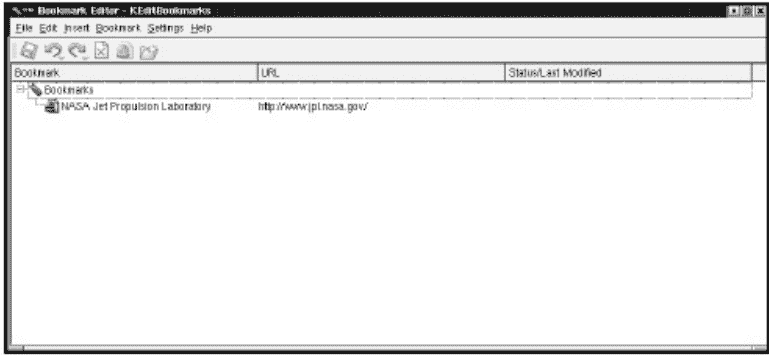 Bookmark Editor - KEditBookmarks
File Edit Insert Bookmark Settings Help
Bookmark URL Status/Last Modified
Bookmarks
NASA Jet Propulsion Laboratory http://www.jpl.nasa.gov/